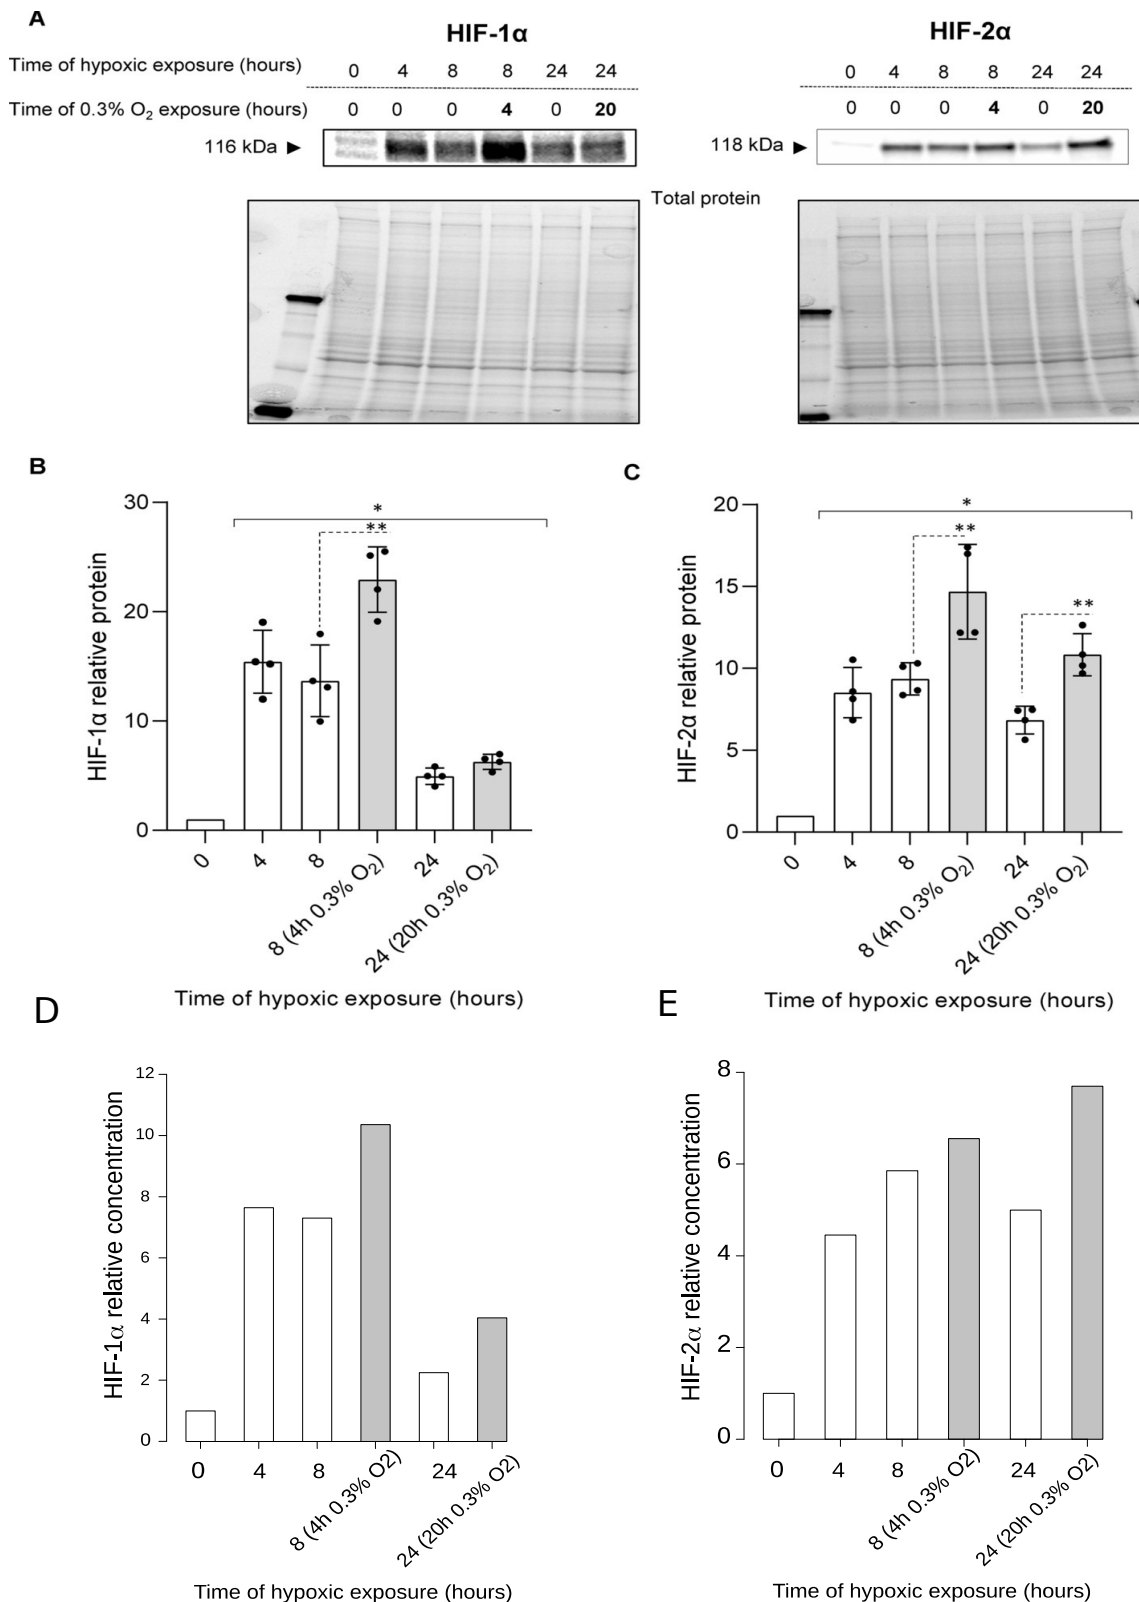 A
HIF-1α
HIF-2α
Time of hypoxic exposure (hours) 0 4 8 8 24 24
0 4 8 8 24 24
Time of 0.3% O2 exposure (hours) 0 0 0 4 0 20
0 0 0 4 0 20
116 kDa
118 kDa
Total protein
B
HIF-1α relative protein
30
20
10
0
*
**
0 4 8 8 (4h 0.3% O2) 24 24 (20h 0.3% O2)
Time of hypoxic exposure (hours)
C
HIF-2α relative protein
20
15
10
5
0
*
**
**
0 4 8 8 (4h 0.3% O2) 24 24 (20h 0.3% O2)
Time of hypoxic exposure (hours)
D
HIF-1α relative concentration
12
10
8
6
4
2
0
0 4 8 8 (4h 0.3% O2) 24 24 (20h 0.3% O2)
Time of hypoxic exposure (hours)
E
HIF-2α relative concentration
8
6
4
2
0
0 4 8 8 (4h 0.3% O2) 24 24 (20h 0.3% O2)
Time of hypoxic exposure (hours)